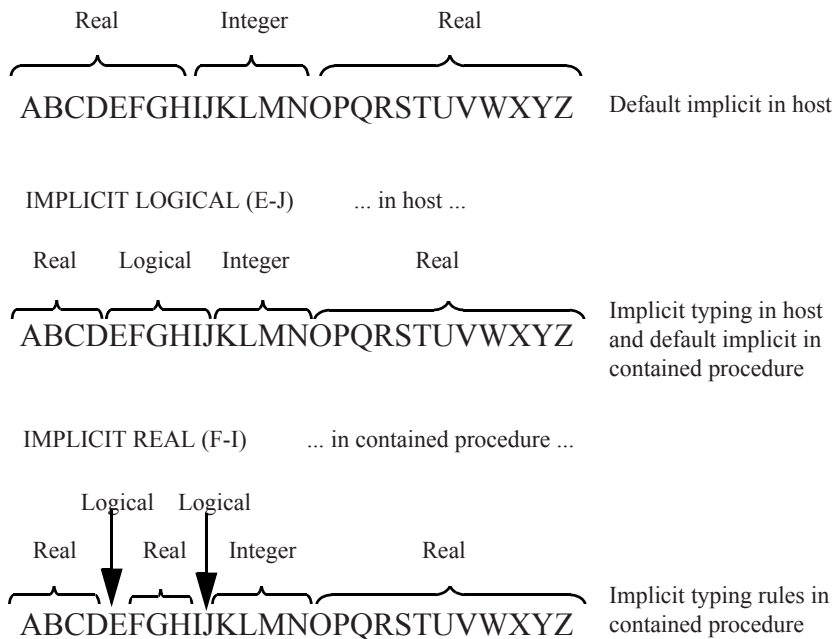 Real Integer Real
ABCDEFGHIJKLMNOPQRSTUVWXYZ Default implicit in host
IMPLICIT LOGICAL (E-J) ... in host ...
Real Logical Integer Real
ABCDEFGHIJKLMNOPQRSTUVWXYZ
Implicit typing in host
and default implicit in
contained procedure
IMPLICIT REAL (F-I) ... in contained procedure ...
Logical Logical
Real Real Integer Real
ABCDEFGHIJKLMNOPQRSTUVWXYZ
Implicit typing rules in
contained procedure